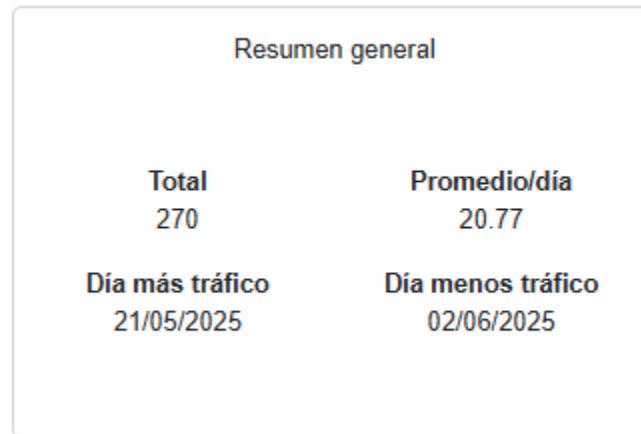 Resumen general
Total Promedio/día
270 20.77
Día más tráfico Día menos tráfico
21/05/2025 02/06/2025